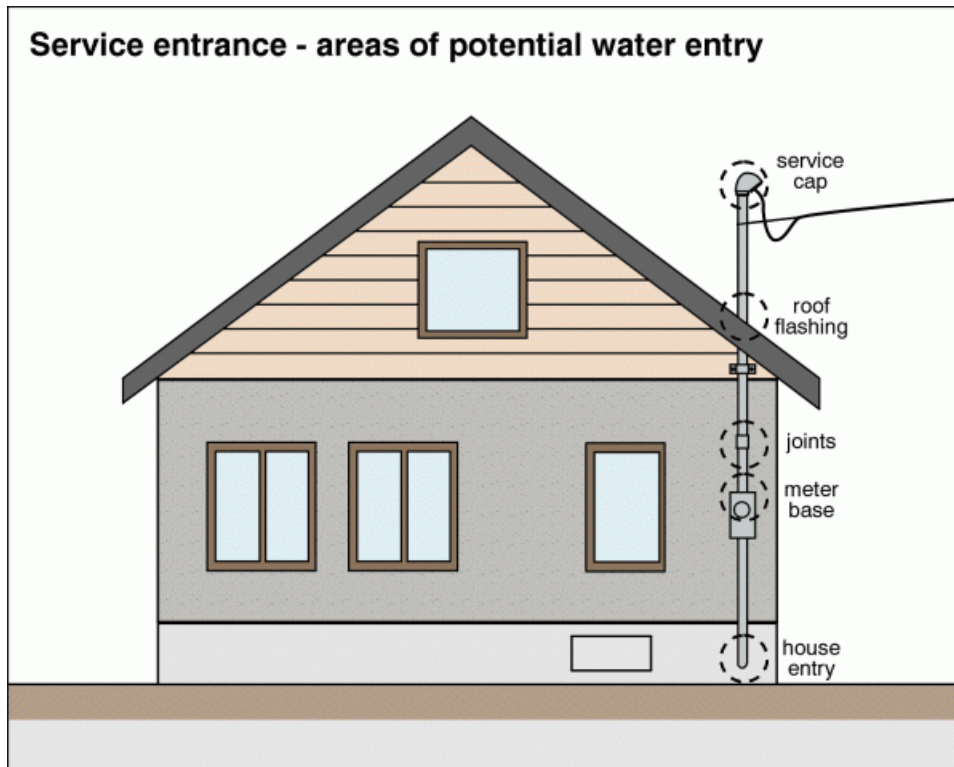 Service entrance - areas of potential water entry
service
cap
roof
flashing
joints
meter
base
house
entry